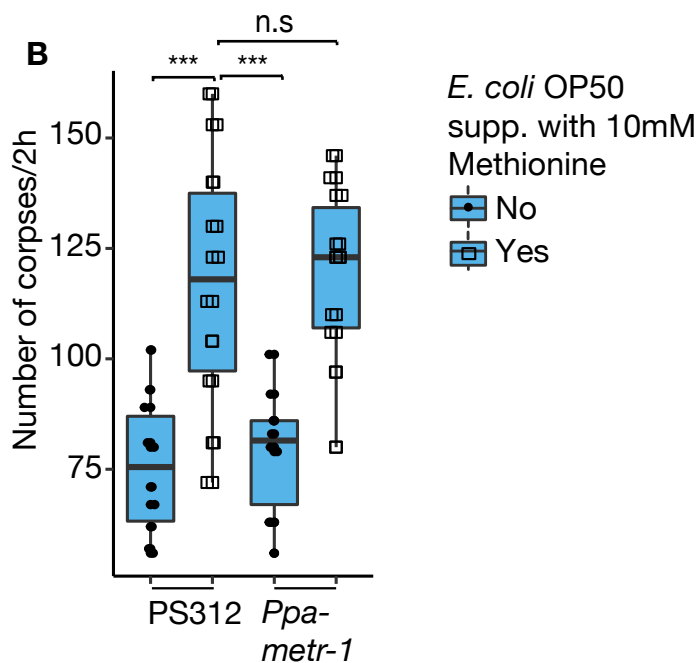 B
n.s
***
***
Number of corpses/2h
150
125
100
75
PS312
Ppa-
metr-1
E. coli OP50
supp. with 10mM
Methionine
No
Yes